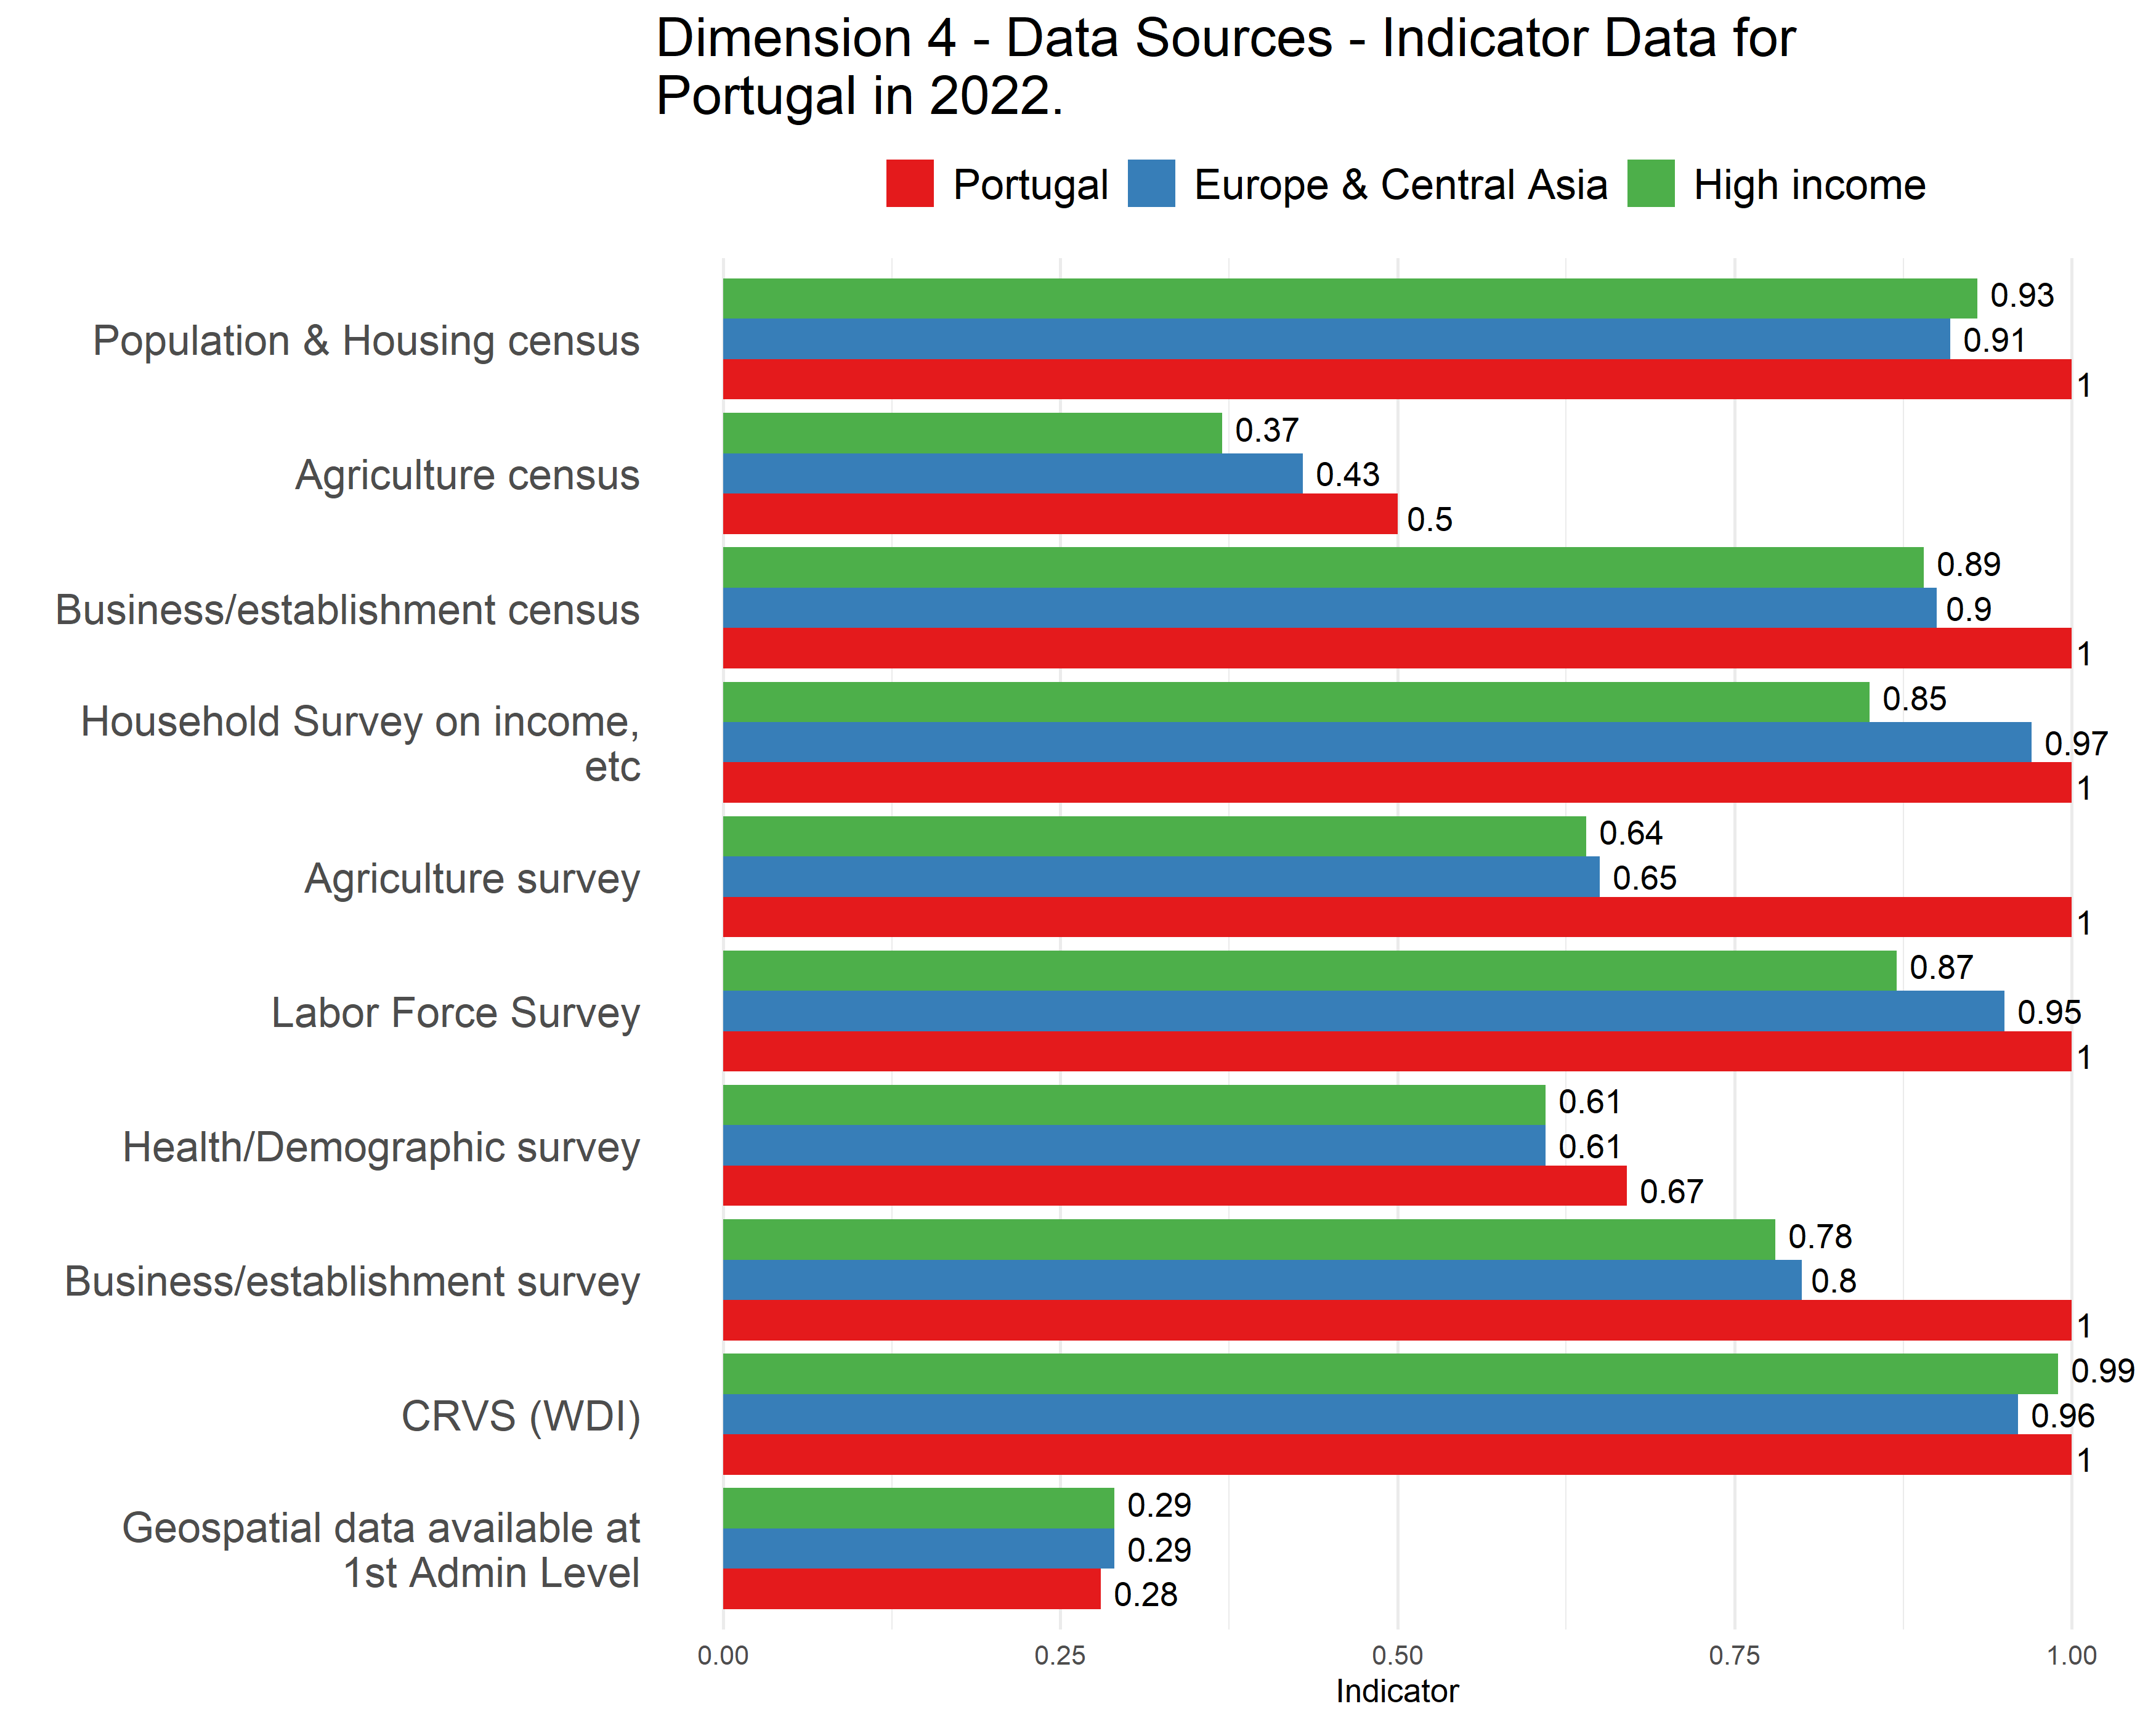 Dimension 4 - Data Sources - Indicator Data for
Portugal in 2022.
Portugal Europe & Central Asia High income
Population & Housing census
0.93
0.91
1
Agriculture census
0.37
0.43
0.5
Business/establishment census
0.89
0.9
1
Household Survey on income,
etc
0.85
0.97
1
Agriculture survey
0.64
0.65
1
Labor Force Survey
0.87
0.95
1
Health/Demographic survey
0.61
0.61
0.67
Business/establishment survey
0.78
0.8
1
CRVS (WDI)
0.99
0.96
1
Geospatial data available at
1st Admin Level
0.29
0.29
0.28
0.00 0.25 0.50 0.75 1.00
Indicator